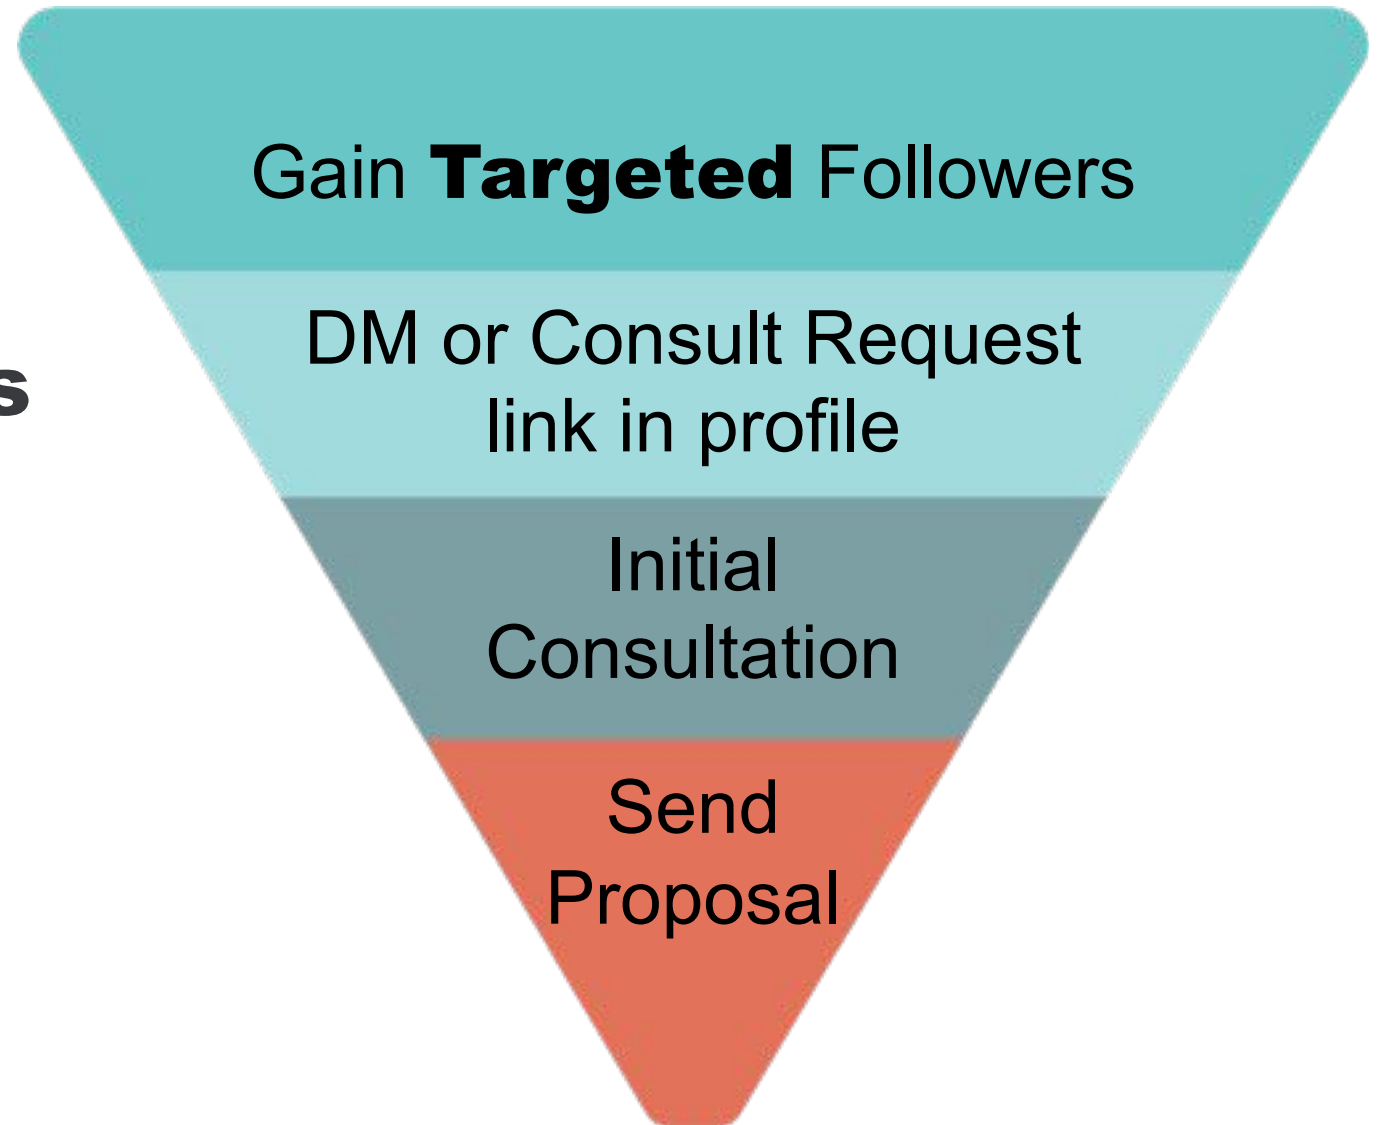 Gain Targeted Followers
DM or Consult Request
link in profile
s
Initial
Consultation
Send
Proposal